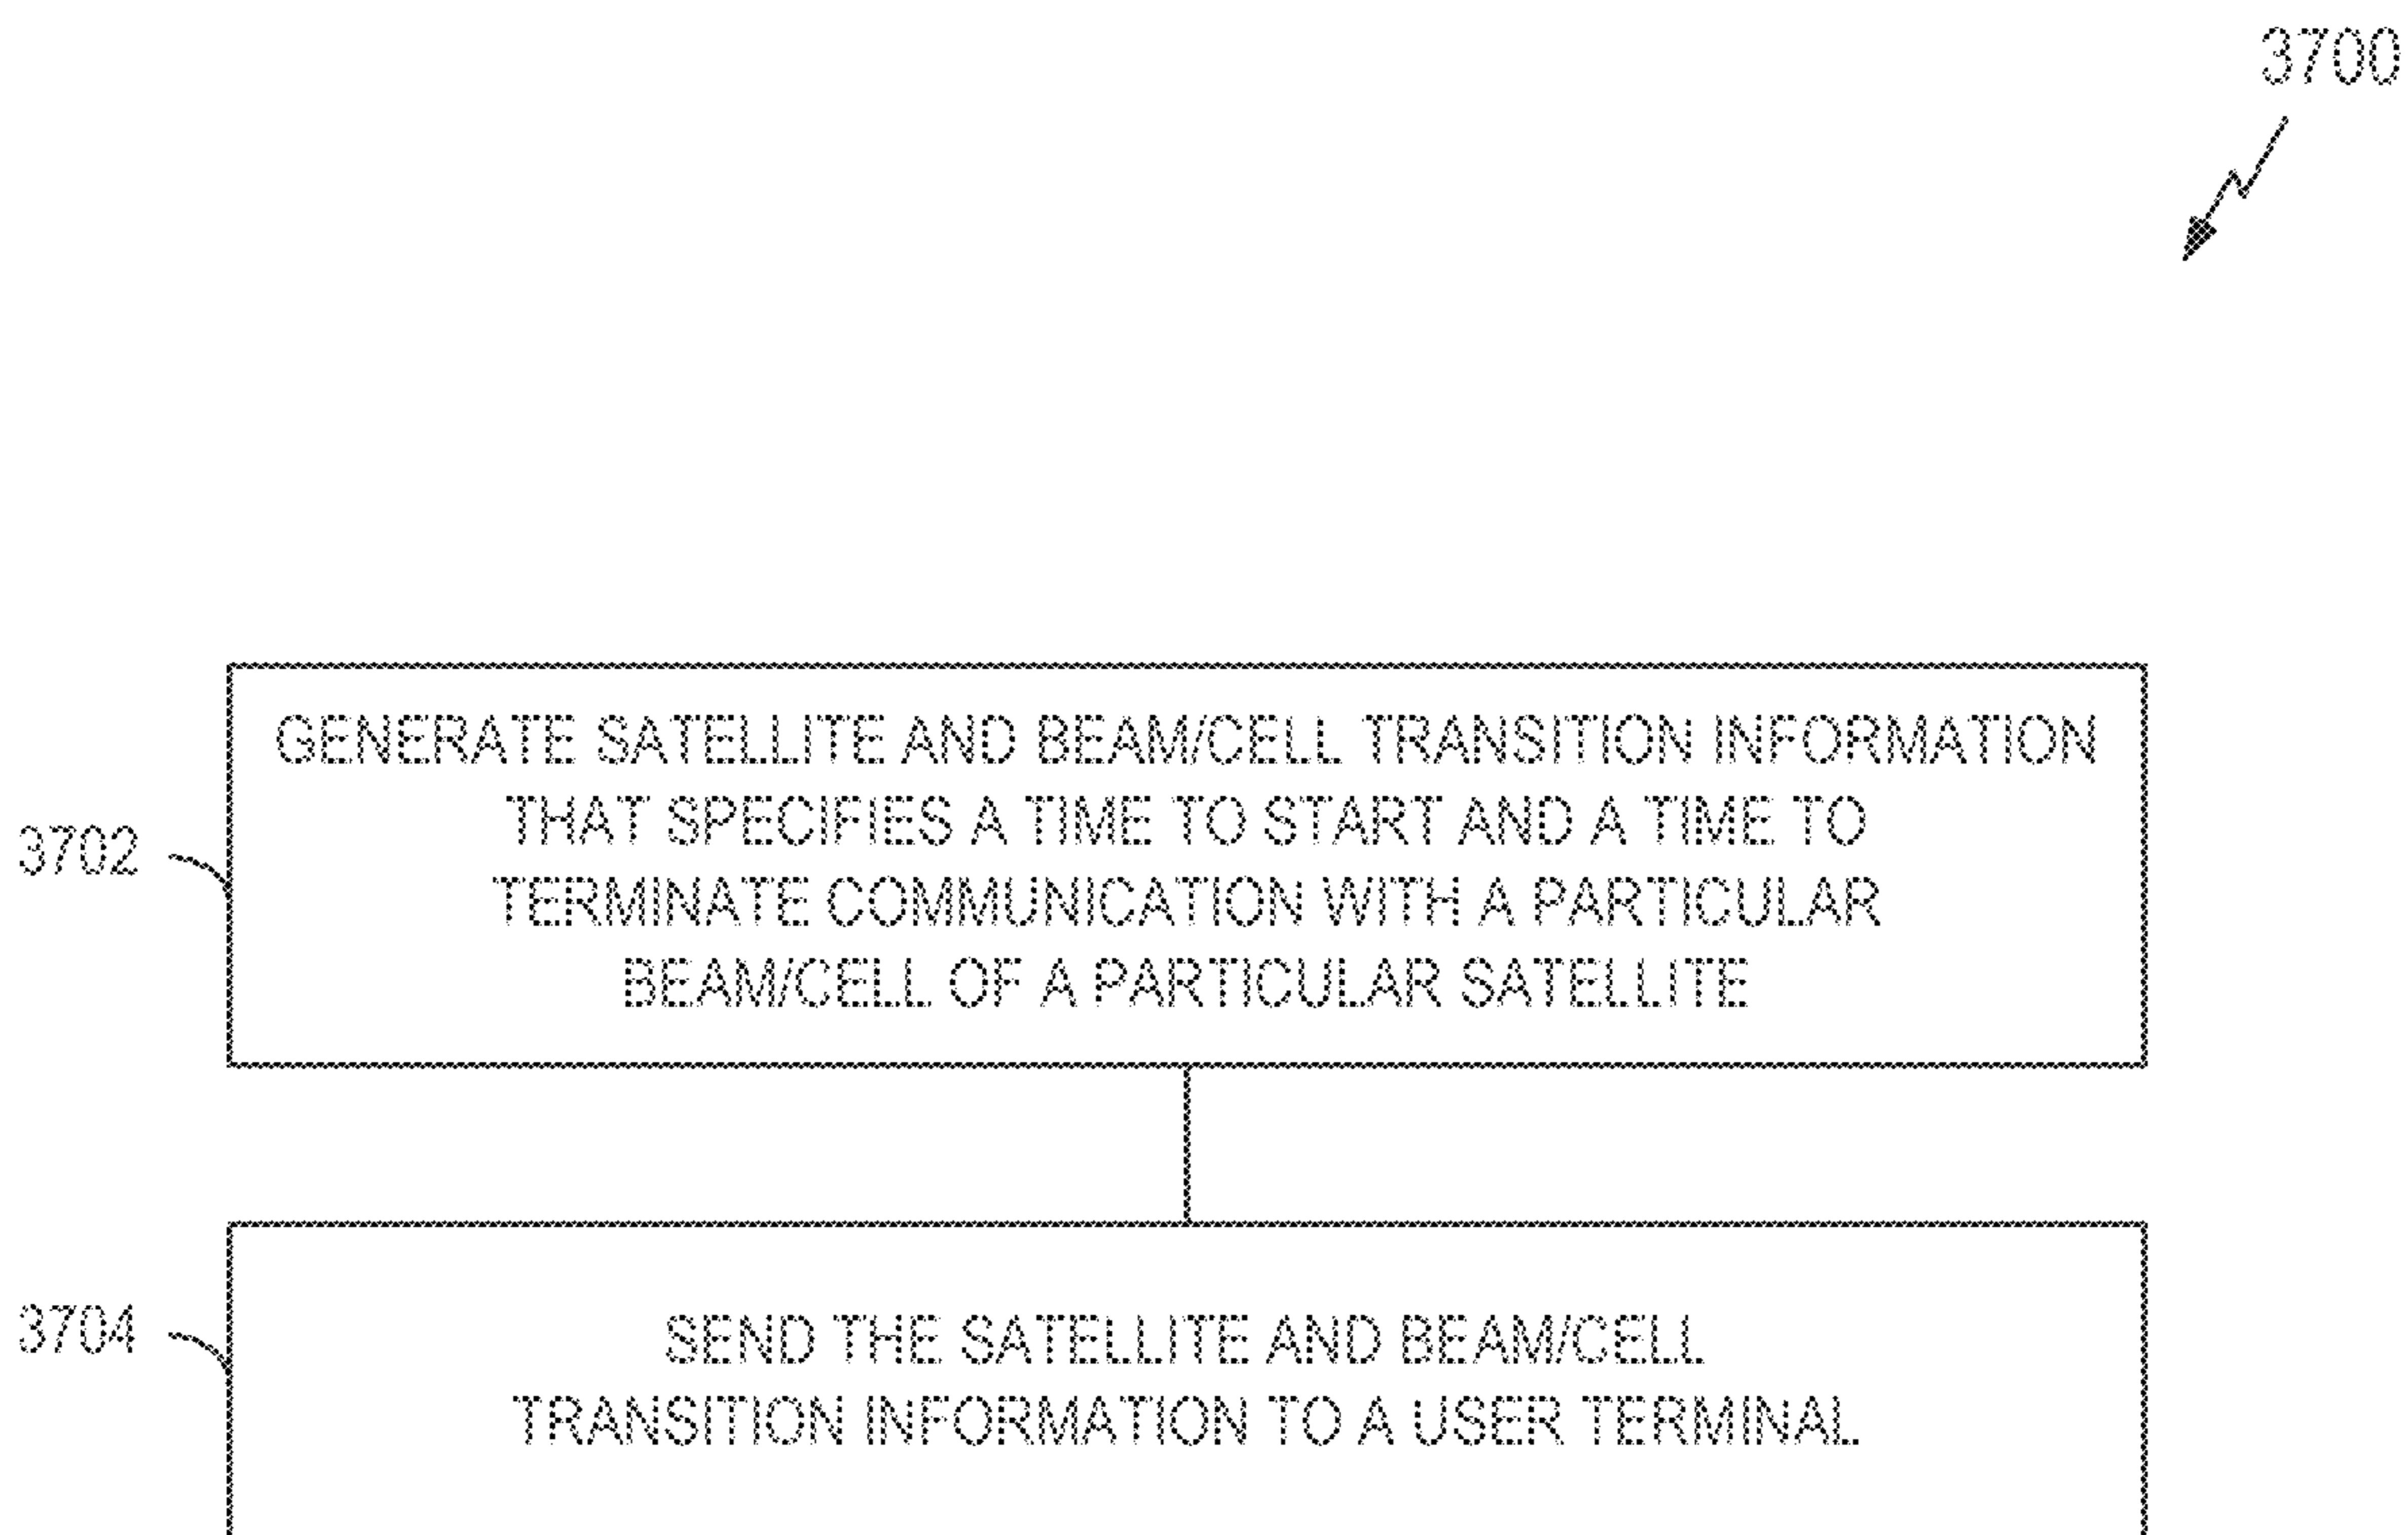 3700
GENERATE SATELLITE AND BEAM/CELL TRANSITION INFORMATION
THAT SPECIFIES A TIME TO START AND A TIME TO
TERMINATE COMMUNICATION WITH A PARTICULAR
BEAM/CELL OF A PARTICULAR SATELLITE
3702
SEND THE SATELLITE AND BEAM/CELL
TRANSITION INFORMATION TO A USER TERMINAL
3704